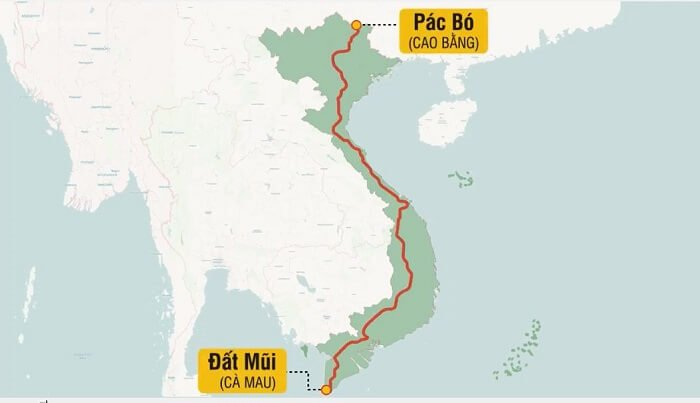 Pác Bó
(CAO BẰNG)
Đất Mũi
(CÀ MAU)